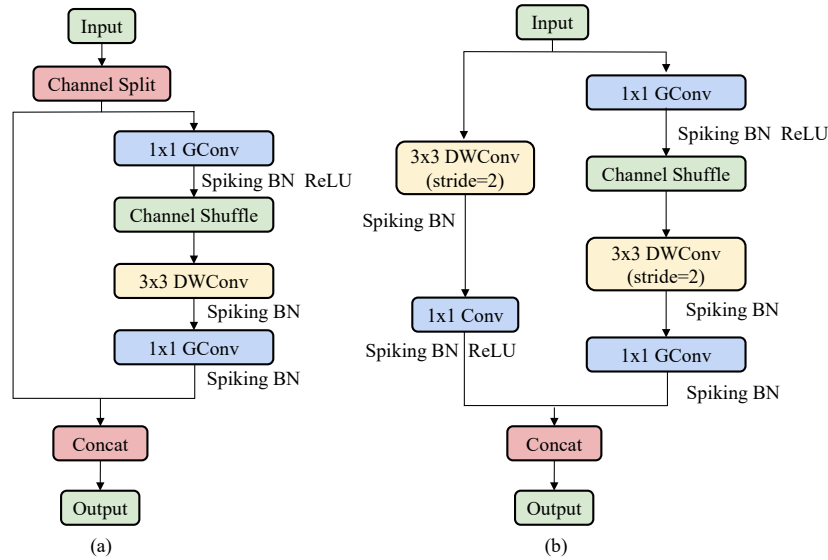 Input
Channel Split
1x1 GConv
Spiking BN ReLU
Channel Shuffle
3x3 DWConv
Spiking BN
1x1 GConv
Spiking BN
Concat
Output
(a)
Input
3x3 DWConv
(stride=2)
Spiking BN
1x1 Conv
Spiking BN ReLU
1x1 GConv
Spiking BN ReLU
Channel Shuffle
3x3 DWConv
(stride=2)
Spiking BN
1x1 GConv
Spiking BN
Concat
Output
(b)